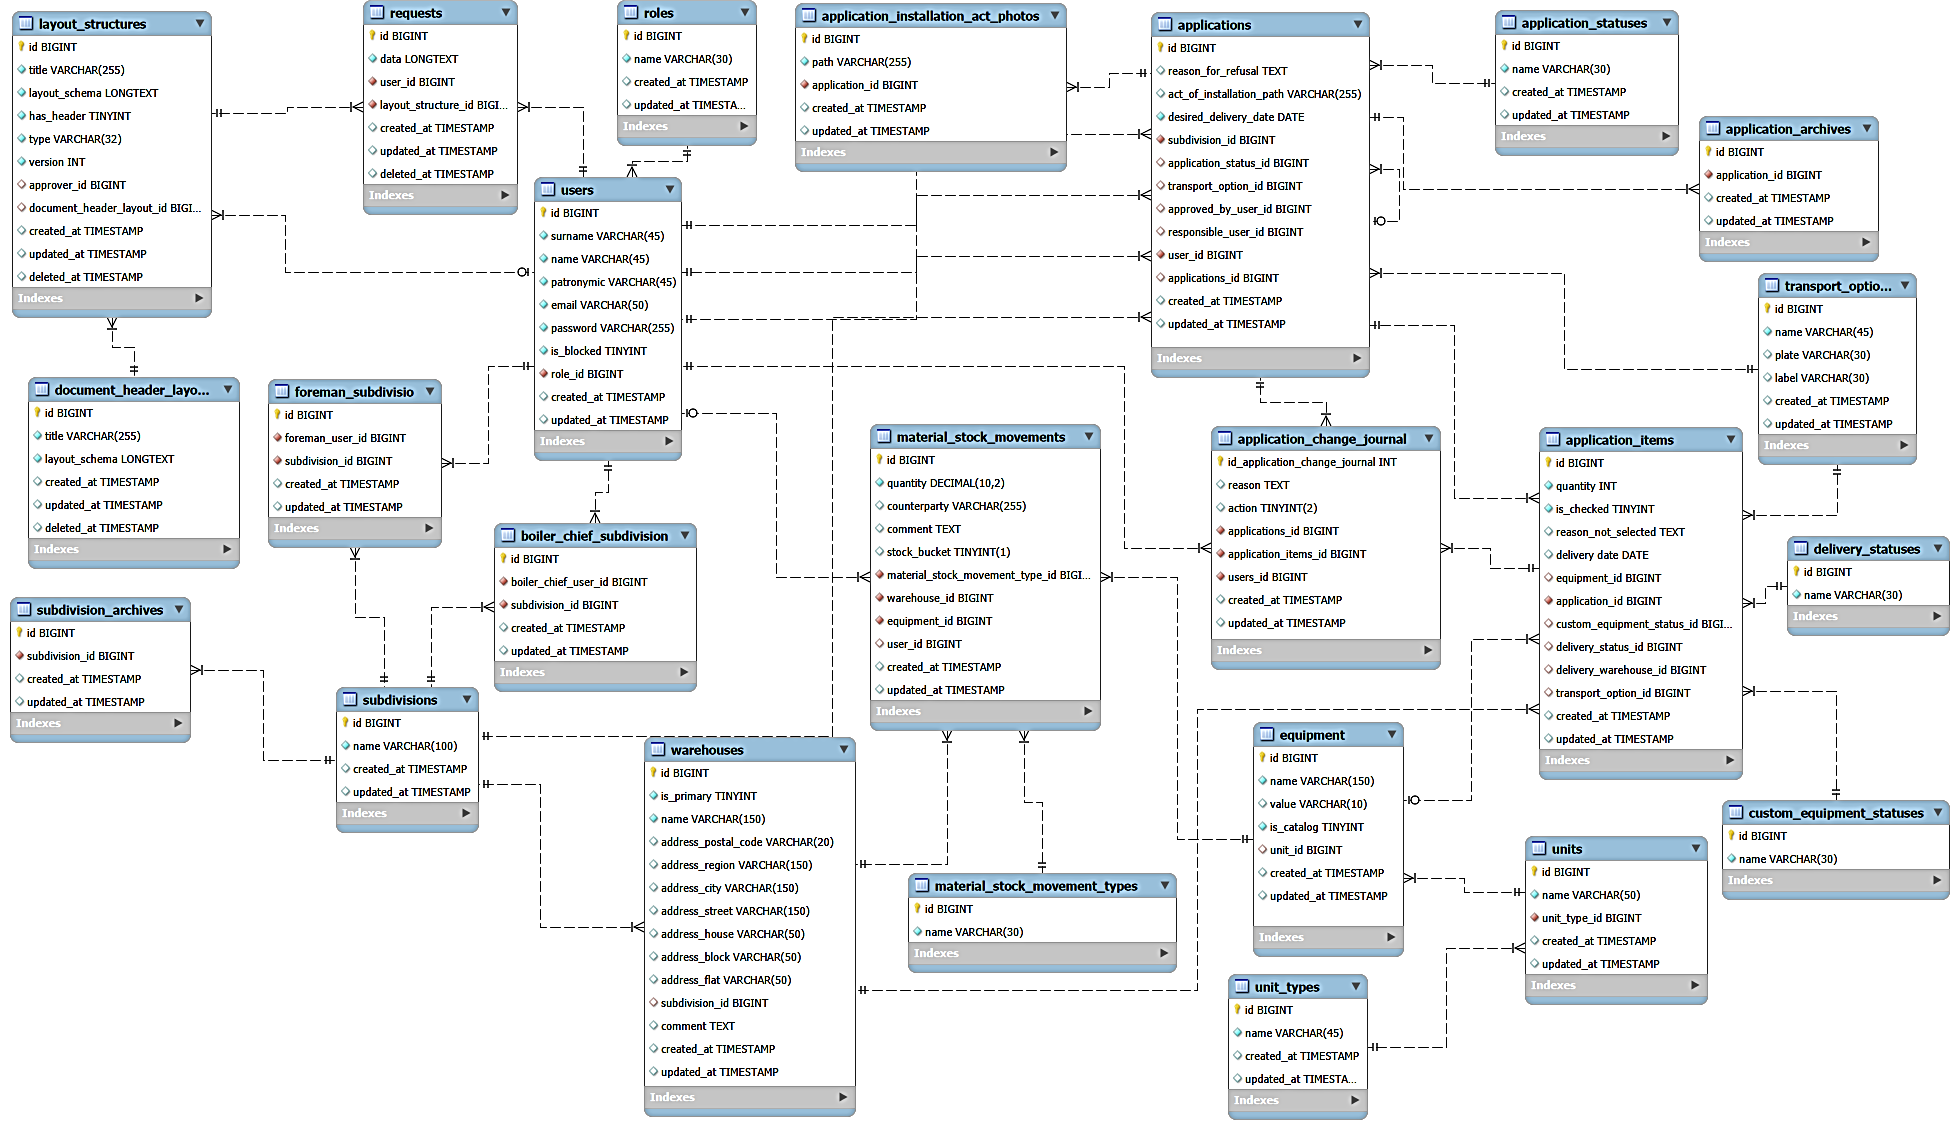 layout_structures
id BIGINT
title VARCHAR(255)
layout_schema LONGTEXT
has_header TINYINT
type VARCHAR(32)
version INT
approver_id BIGINT
document_header_layout_id BIGI...
created_at TIMESTAMP
updated_at TIMESTAMP
deleted_at TIMESTAMP
Indexes
requests
id BIGINT
data LONGTEXT
user_id BIGINT
layout_structure_id BIGI...
created_at TIMESTAMP
updated_at TIMESTAMP
deleted_at TIMESTAMP
Indexes
roles
id BIGINT
name VARCHAR(30)
created_at TIMESTAMP
updated_at TIMESTA...
Indexes
application_installation_act_photos
id BIGINT
path VARCHAR(255)
application_id BIGINT
created_at TIMESTAMP
updated_at TIMESTAMP
Indexes
applications
id BIGINT
reason_for_refusal TEXT
act_of_installation_path VARCHAR(255)
desired_delivery_date DATE
subdivision_id BIGINT
application_status_id BIGINT
transport_option_id BIGINT
approved_by_user_id BIGINT
responsible_user_id BIGINT
user_id BIGINT
applications_id BIGINT
created_at TIMESTAMP
updated_at TIMESTAMP
Indexes
application_statuses
id BIGINT
name VARCHAR(30)
created_at TIMESTAMP
updated_at TIMESTAMP
Indexes
application_archives
id BIGINT
application_id BIGINT
created_at TIMESTAMP
updated_at TIMESTAMP
Indexes
users
id BIGINT
surname VARCHAR(45)
name VARCHAR(45)
patronymic VARCHAR(45)
email VARCHAR(50)
password VARCHAR(255)
is_blocked TINYINT
role_id BIGINT
created_at TIMESTAMP
updated_at TIMESTAMP
Indexes
transport_optio...
id BIGINT
name VARCHAR(45)
plate VARCHAR(30)
label VARCHAR(30)
created_at TIMESTAMP
updated_at TIMESTAMP
Indexes
document_header_layo...
id BIGINT
title VARCHAR(255)
layout_schema LONGTEXT
created_at TIMESTAMP
updated_at TIMESTAMP
deleted_at TIMESTAMP
Indexes
foreman_subdivisio
id BIGINT
foreman_user_id BIGINT
subdivision_id BIGINT
created_at TIMESTAMP
updated_at TIMESTAMP
Indexes
material_stock_movements
id BIGINT
quantity DECIMAL(10,2)
counterparty VARCHAR(255)
comment TEXT
stock_bucket TINYINT(1)
material_stock_movement_type_id BIGI...
warehouse_id BIGINT
equipment_id BIGINT
user_id BIGINT
created_at TIMESTAMP
updated_at TIMESTAMP
Indexes
application_change_journal
id_application_change_journal INT
reason TEXT
action TINYINT(2)
applications_id BIGINT
application_items_id BIGINT
users_id BIGINT
created_at TIMESTAMP
updated_at TIMESTAMP
Indexes
application_items
id BIGINT
quantity INT
is_checked TINYINT
reason_not_selected TEXT
delivery date DATE
equipment_id BIGINT
application_id BIGINT
custom_equipment_status_id BIGI...
delivery_status_id BIGINT
delivery_warehouse_id BIGINT
transport_option_id BIGINT
created_at TIMESTAMP
updated_at TIMESTAMP
Indexes
boiler_chief_subdivision
id BIGINT
boiler_chief_user_id BIGINT
subdivision_id BIGINT
created_at TIMESTAMP
updated_at TIMESTAMP
Indexes
delivery_statuses
id BIGINT
name VARCHAR(30)
Indexes
subdivision_archives
id BIGINT
subdivision_id BIGINT
created_at TIMESTAMP
updated_at TIMESTAMP
Indexes
subdivisions
id BIGINT
name VARCHAR(100)
created_at TIMESTAMP
updated_at TIMESTAMP
Indexes
warehouses
id BIGINT
is_primary TINYINT
name VARCHAR(150)
address_postal_code VARCHAR(20)
address_region VARCHAR(150)
address_city VARCHAR(150)
address_street VARCHAR(150)
address_house VARCHAR(50)
address_block VARCHAR(50)
address_flat VARCHAR(50)
subdivision_id BIGINT
comment TEXT
created_at TIMESTAMP
updated_at TIMESTAMP
Indexes
equipment
id BIGINT
name VARCHAR(150)
value VARCHAR(10)
is_catalog TINYINT
unit_id BIGINT
created_at TIMESTAMP
updated_at TIMESTAMP
Indexes
custom_equipment_statuses
id BIGINT
name VARCHAR(30)
Indexes
units
id BIGINT
name VARCHAR(50)
unit_type_id BIGINT
created_at TIMESTAMP
updated_at TIMESTAMP
Indexes
material_stock_movement_types
id BIGINT
name VARCHAR(30)
Indexes
unit_types
id BIGINT
name VARCHAR(45)
created_at TIMESTAMP
updated_at TIMESTA...
Indexes